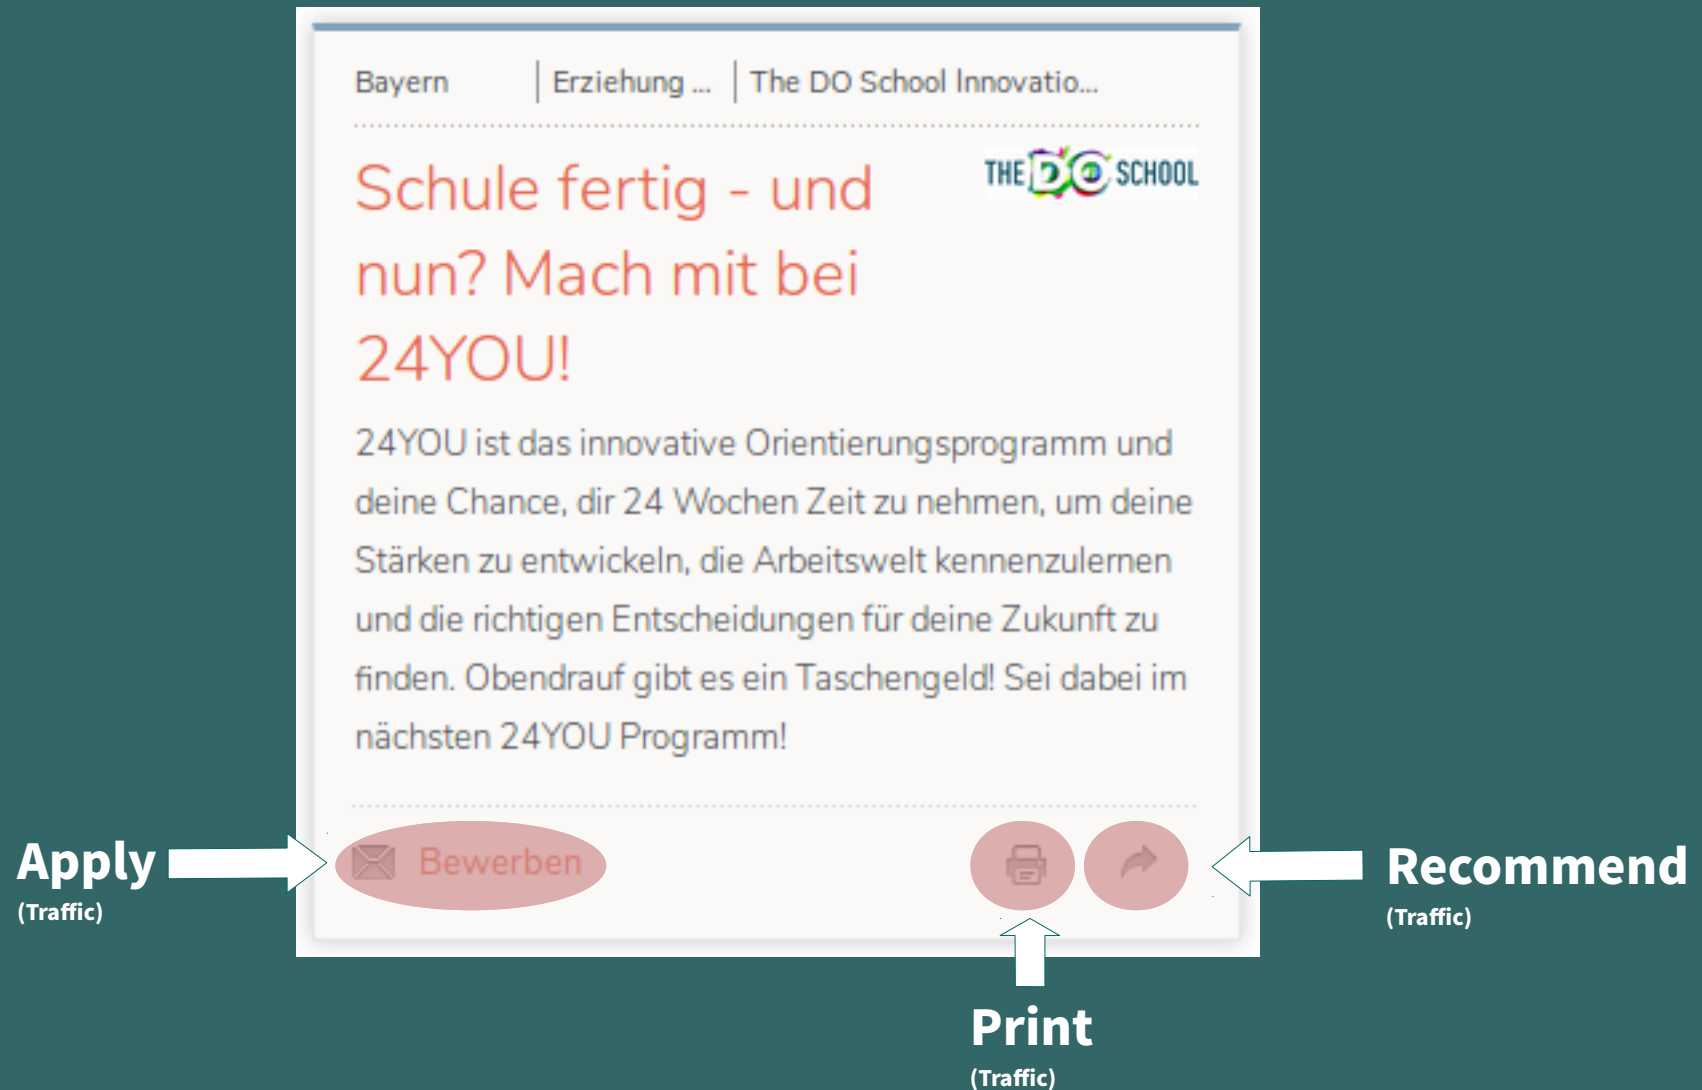 Bayern Erziehung ... The DO School Innovatio...
THE DO SCHOOL
Schule fertig - und
nun? Mach mit bei
24YOU!
24YOU ist das innovative Orientierungsprogramm und
deine Chance, dir 24 Wochen Zeit zu nehmen, um deine
Stärken zu entwickeln, die Arbeitswelt kennenzulernen
und die richtigen Entscheidungen für deine Zukunft zu
finden. Obendrauf gibt es ein Taschengeld! Sei dabei im
nächsten 24YOU Programm!
Apply
(Traffic)
Bewerben
Recommend
(Traffic)
Print
(Traffic)